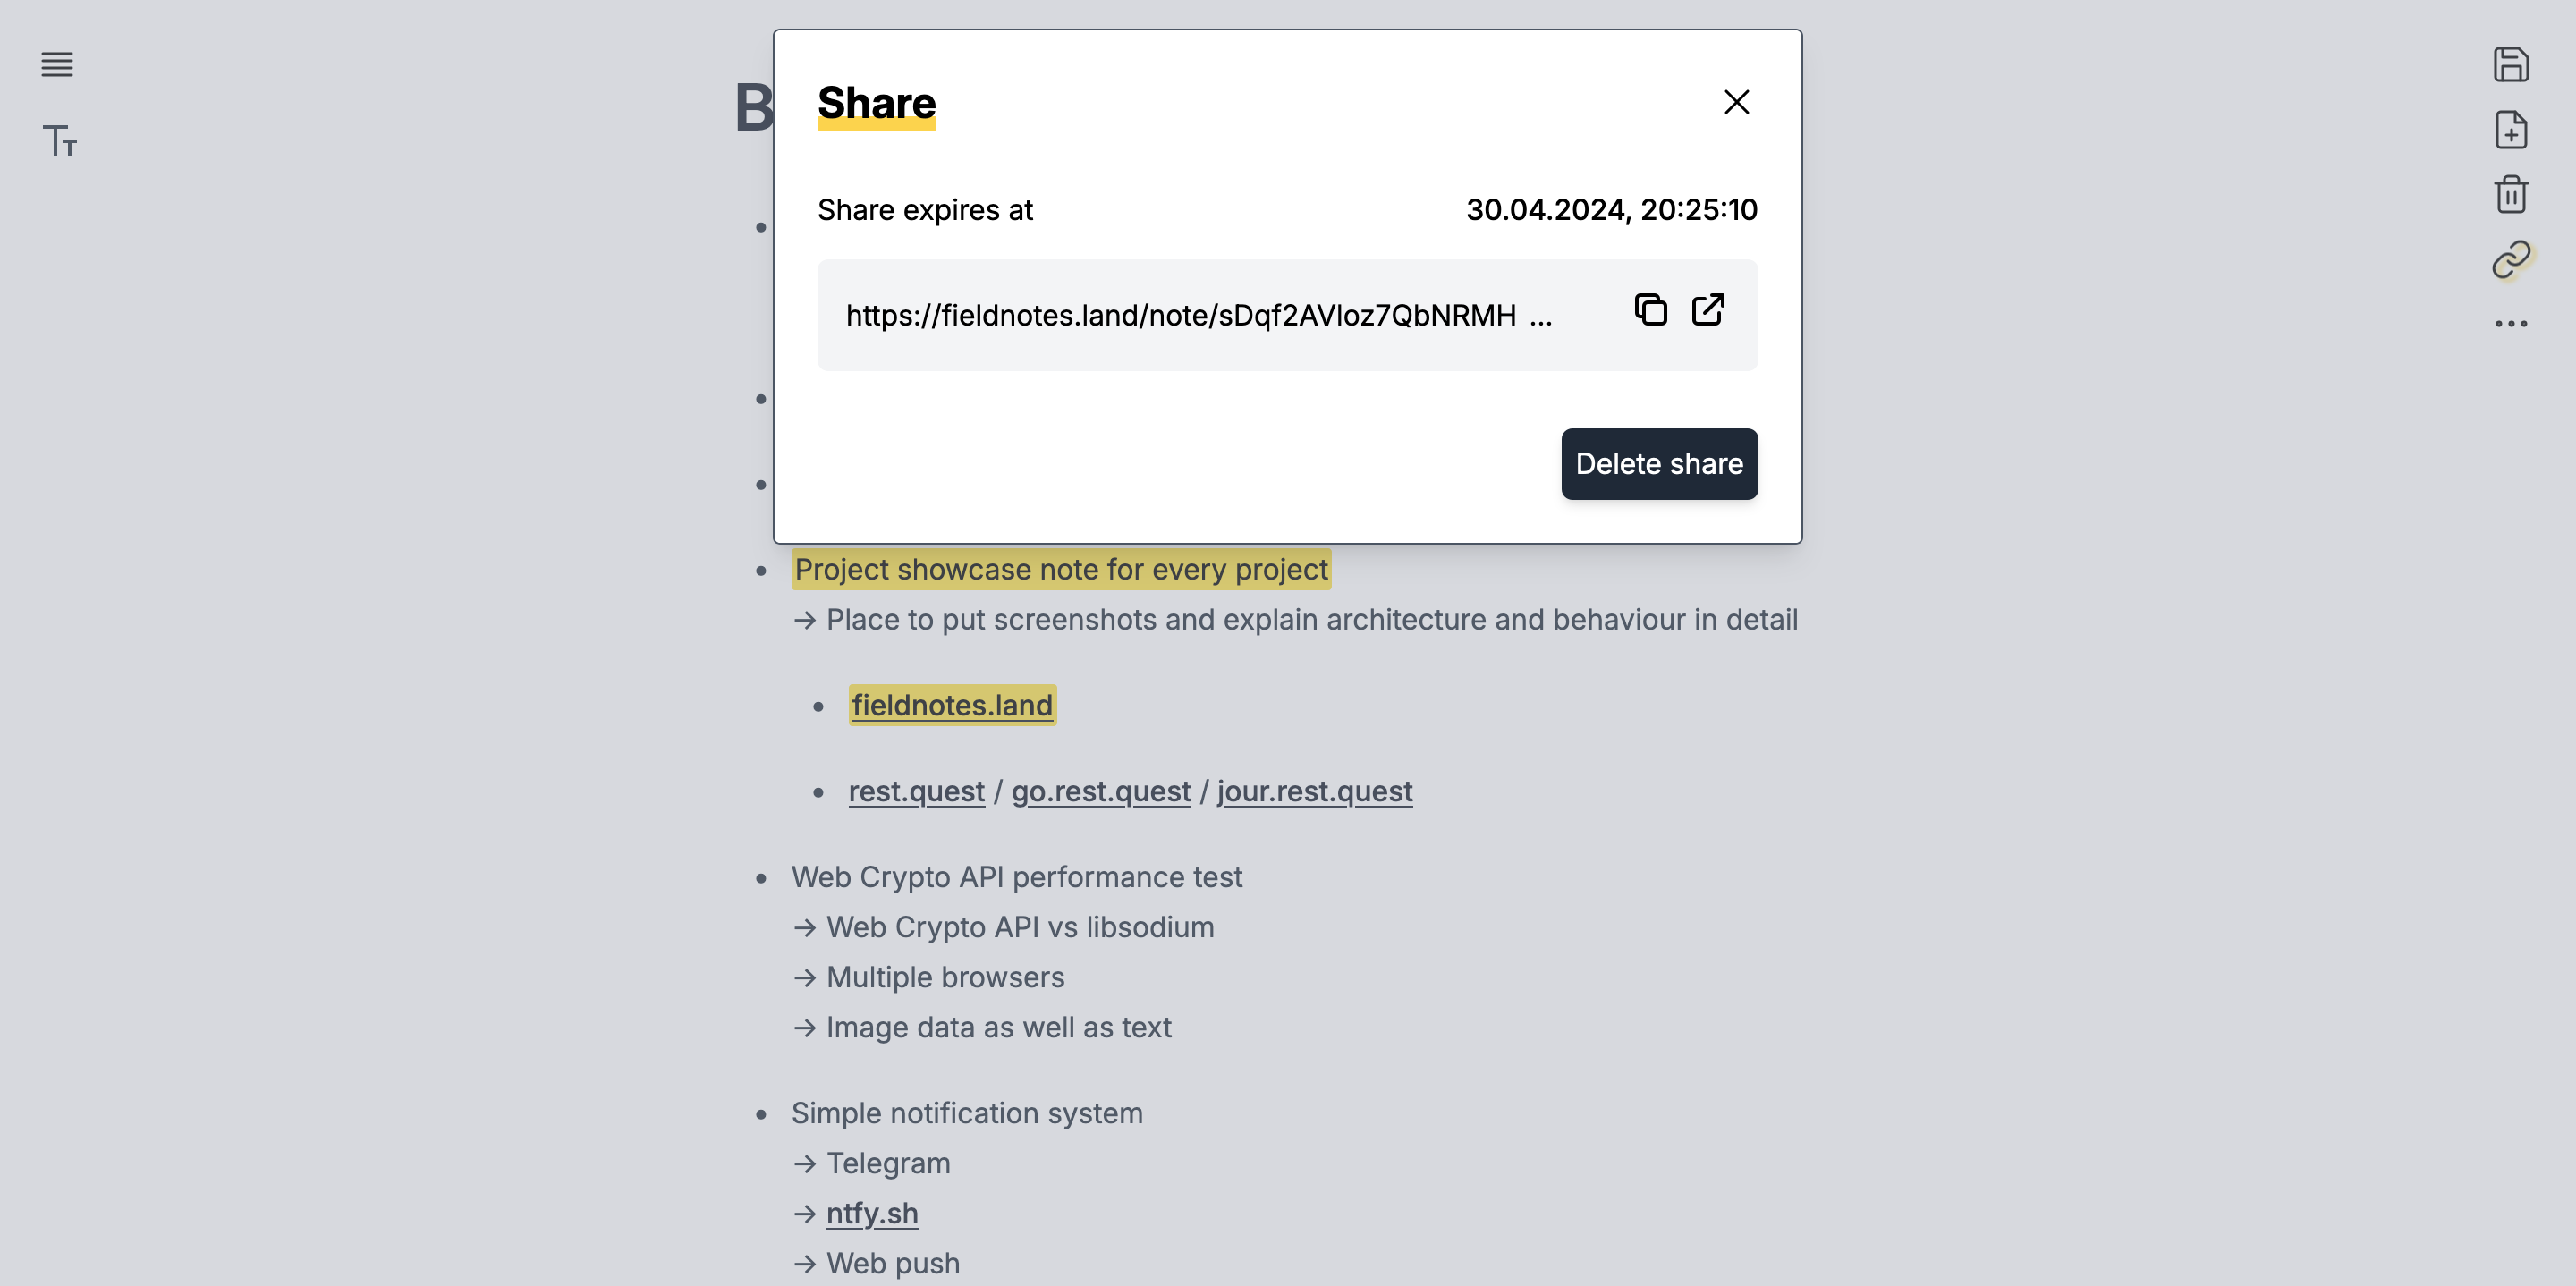 B
Share
Share expires at 30.04.2024, 20:25:10
https://fieldnotes.land/note/sDqf2AVloz7QbNRMH ...
Delete share
Project showcase note for every project
→ Place to put screenshots and explain architecture and behaviour in detail
fieldnotes.land
rest.quest / go.rest.quest / jour.rest.quest
Web Crypto API performance test
→ Web Crypto API vs libsodium
→ Multiple browsers
→ Image data as well as text
Simple notification system
→ Telegram
→ ntfy.sh
→ Web push